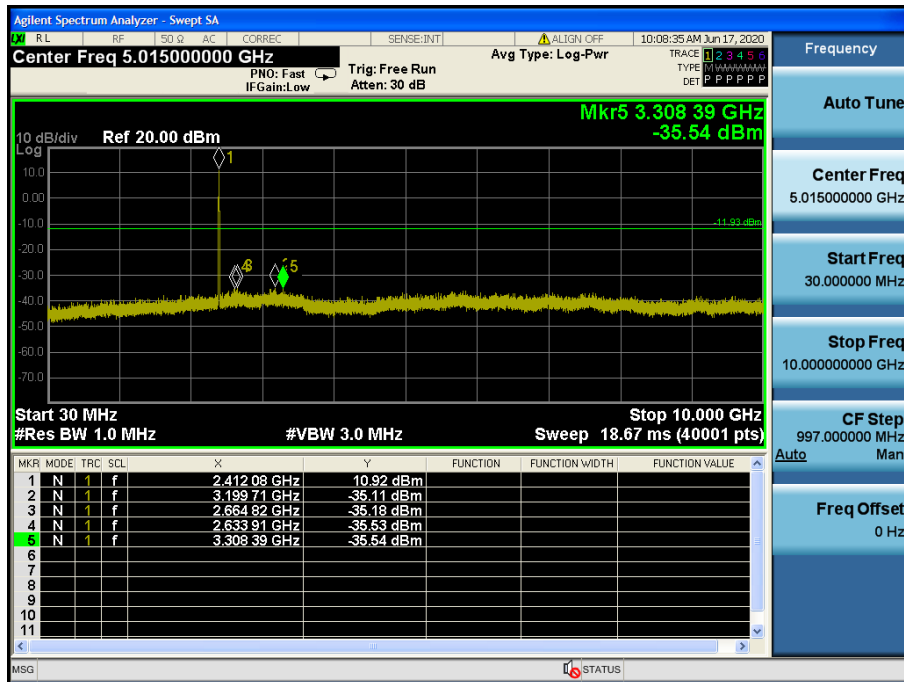 Agilent Spectrum Analyzer - Swept SA
LXI RL RF 50 Ω AC CORREC SENSE:INT ALIGN OFF 10:08:35 AM Jun 17, 2020
Center Freq 5.015000000 GHz
PNO: Fast
IFGain:Low
Trig: Free Run
Atten: 30 dB
Avg Type: Log-Pwr
TRACE 1 2 3 4 5 6
TYPE M W W W W W
DET P P P P P P
Mkr5 3.308 39 GHz
-35.54 dBm
10 dB/div Ref 20.00 dBm
Log
1
10.0
0.00
-10.0
-11.93 dBm
-20.0
-30.0
5
-40.0
-50.0
-60.0
-70.0
Start 30 MHz Stop 10.000 GHz
#Res BW 1.0 MHz #VBW 3.0 MHz Sweep 18.67 ms (40001 pts)
MKR MODE TRC SCL X Y FUNCTION FUNCTION WIDTH FUNCTION VALUE
1 N 1 f 2.412 08 GHz 10.92 dBm
2 N 1 f 3.199 71 GHz -35.11 dBm
3 N 1 f 2.664 82 GHz -35.18 dBm
4 N 1 f 2.633 91 GHz -35.53 dBm
5 N 1 f 3.308 39 GHz -35.54 dBm
6
7
8
9
10
11
MSG STATUS
Frequency
Auto Tune
Center Freq
5.015000000 GHz
Start Freq
30.000000 MHz
Stop Freq
10.000000000 GHz
CF Step
997.000000 MHz
Auto Man
Freq Offset
0 Hz